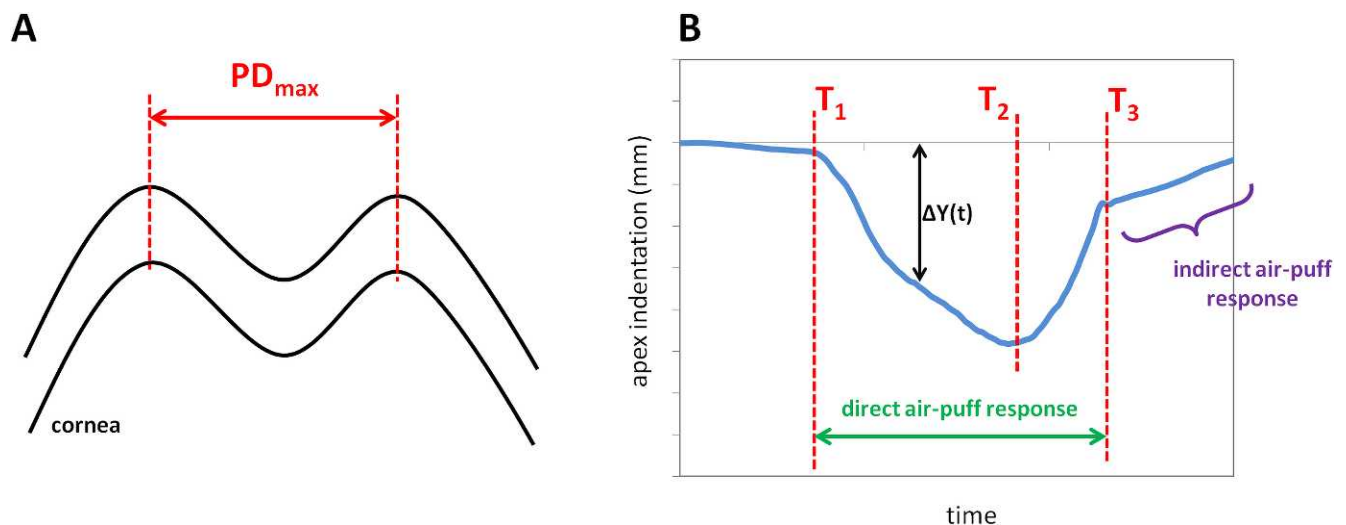 A
PDmax
cornea
B
T1
T2
T3
ΔY(t)
apex indentation (mm)
indirect air-puff
response
direct air-puff response
time